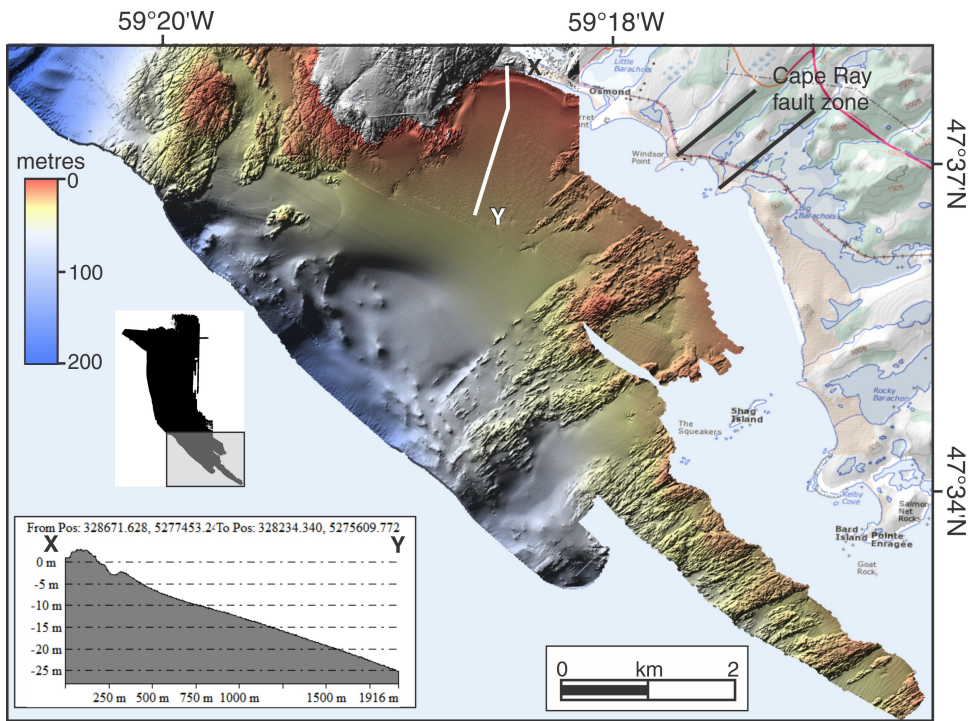 59°20'W
59°18'W
X
Little
Barachois
Osmond
Cape Ray
fault zone
Windsor
Point
47°37'N
metres
0
100
200
Y
Big
Barachois
100ft
Rocky
Barachois
Shag
Island
The
Squeakers
47°34'N
Kelby
Cove
Salmon
Net
Rock
Bard
Island
Pointe
Enragée
Goat
Rock
From Pos: 328671.628, 5277453.24
To Pos: 328234.340, 5275609.772
X
Y
0 m
-5 m
-10 m
-15 m
-20 m
-25 m
250 m
500 m
750 m
1000 m
1500 m
1916 m
0
km
2